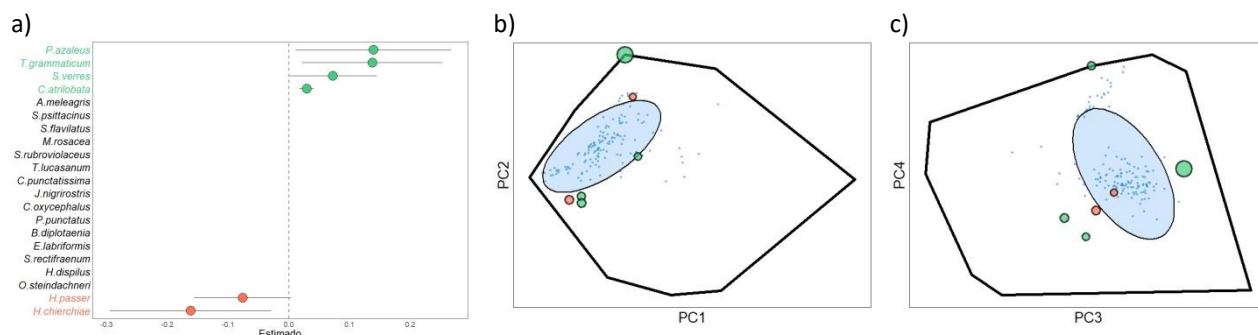 a)
P.azaleus
T.grammaticum
S.verres
C.atrilobata
A.meleagris
S.psittacinus
S.flavilatus
M.rosacea
S.rubroviolaceus
T.lucasanum
C.punctatissima
J.nigrirostris
C.oxycephalus
P.punctatus
B.diplotaenia
E.labriformis
S.rectifraenum
H.dispilus
O.steindachneri
H.passer
H.chierchiae
-0.3 -0.2 -0.1 0.0 0.1 0.2
Estimado
b)
PC2
PC1
c)
PC4
PC3